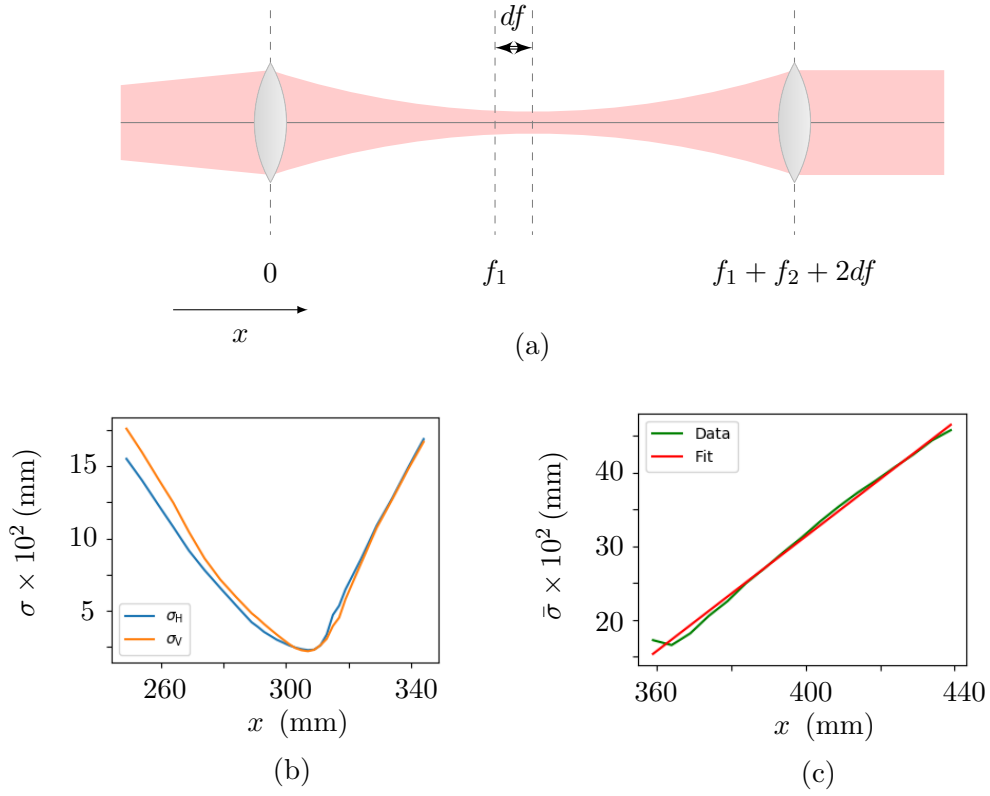 df
0
f₁
f₁ + f₂ + 2df
x
(a)
σ × 10² (mm)
15
10
5
σH
σV
260
300
340
x (mm)
(b)
σ̄ × 10² (mm)
40
30
20
Data
Fit
360
400
440
x (mm)
(c)